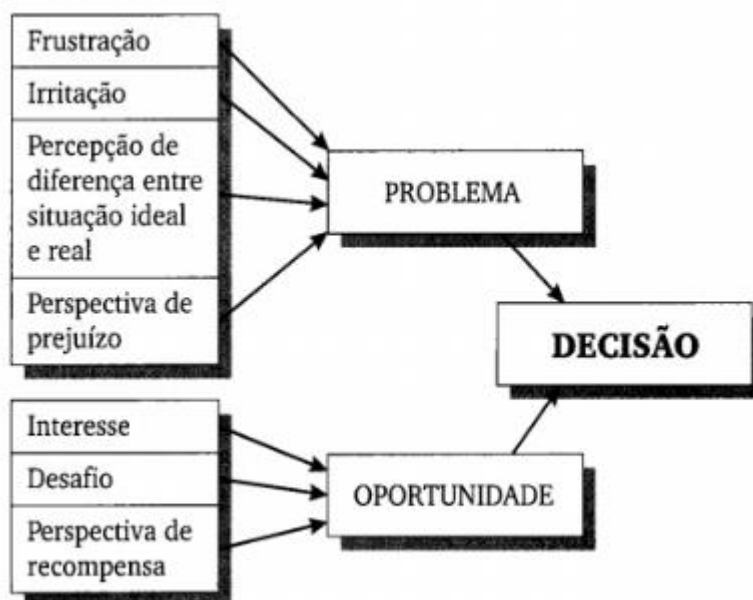 Frustração
Irritação
Percepção de
diferença entre
situação ideal
e real
Perspectiva de
prejuízo
PROBLEMA
DECISÃO
Interesse
Desafio
Perspectiva de
recompensa
OPORTUNIDADE